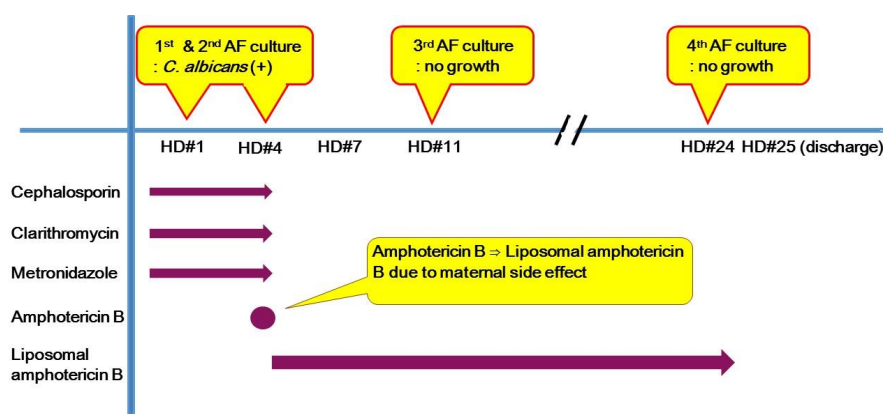 1st & 2nd AF culture
: C. albicans (+)
3rd AF culture
: no growth
4th AF culture
: no growth
HD#1
HD#4
HD#7
HD#11
HD#24
HD#25 (discharge)
Cephalosporin
Clarithromycin
Metronidazole
Amphotericin B ⇒ Liposomal amphotericin
B due to maternal side effect
Amphotericin B
Liposomal
amphotericin B